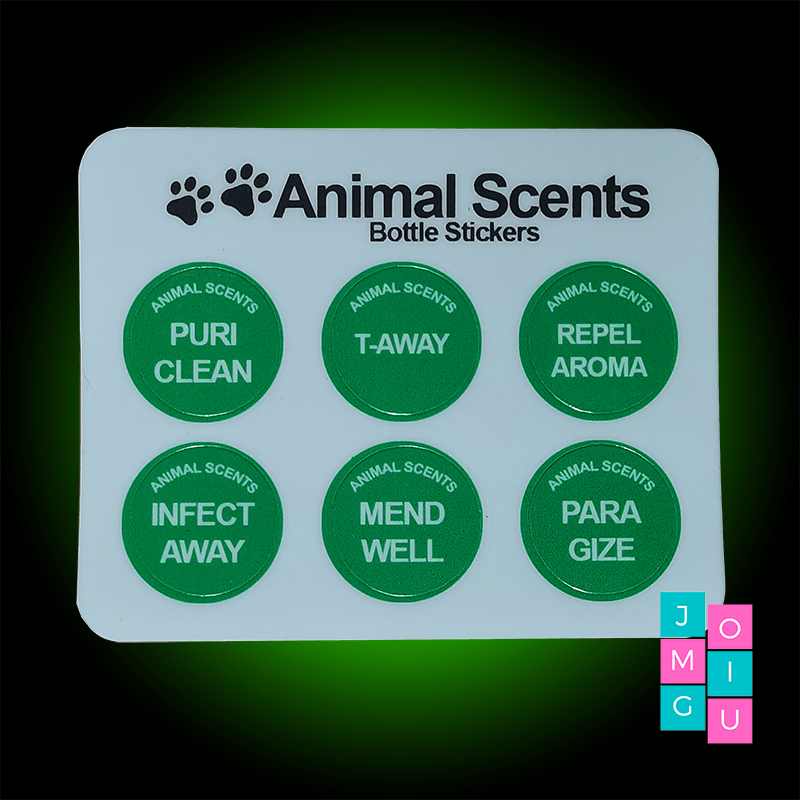 Animal Scents
Bottle Stickers
ANIMAL SCENTS
PURI
CLEAN
ANIMAL SCENTS
T-AWAY
ANIMAL SCENTS
REPEL
AROMA
ANIMAL SCENTS
INFECT
AWAY
ANIMAL SCENTS
MEND
WELL
ANIMAL SCENTS
PARA
GIZE
J O
M I
G U